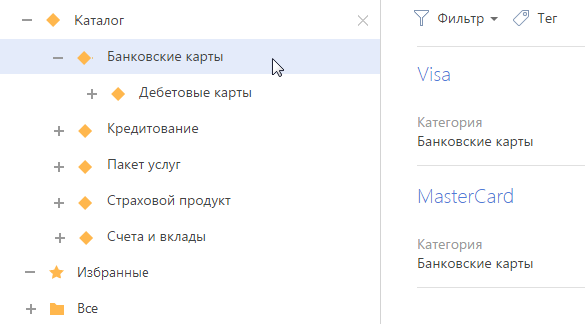 Каталог
Банковские карты
Дебетовые карты
Кредитование
Пакет услуг
Страховой продукт
Счета и вклады
Избранные
Все
Фильтр
Тег
Visa
Категория
Банковские карты
MasterCard
Категория
Банковские карты